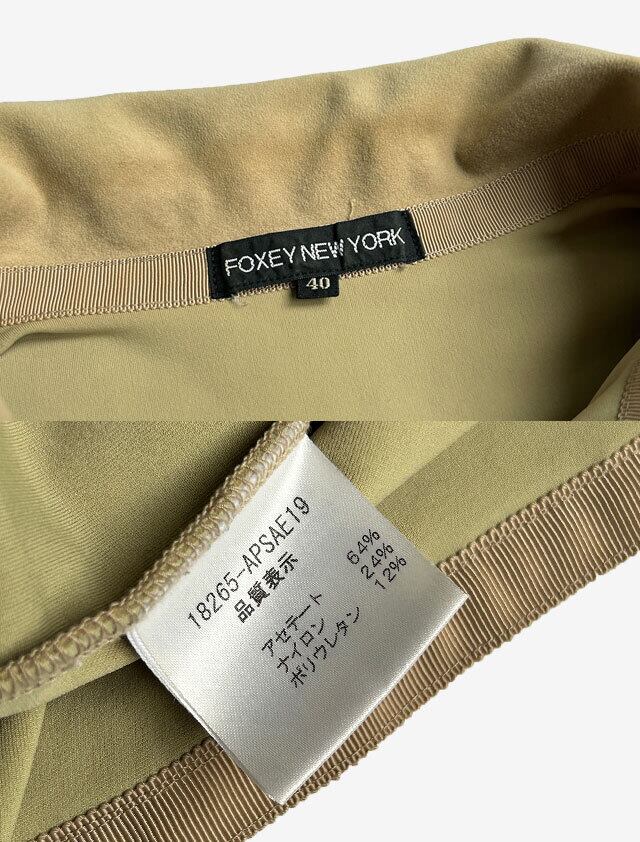 FOXEY NEW YORK
40
18265-APSAE19
品質表示
アセテート 64%
ナイロン 24%
ポリウレタン 12%